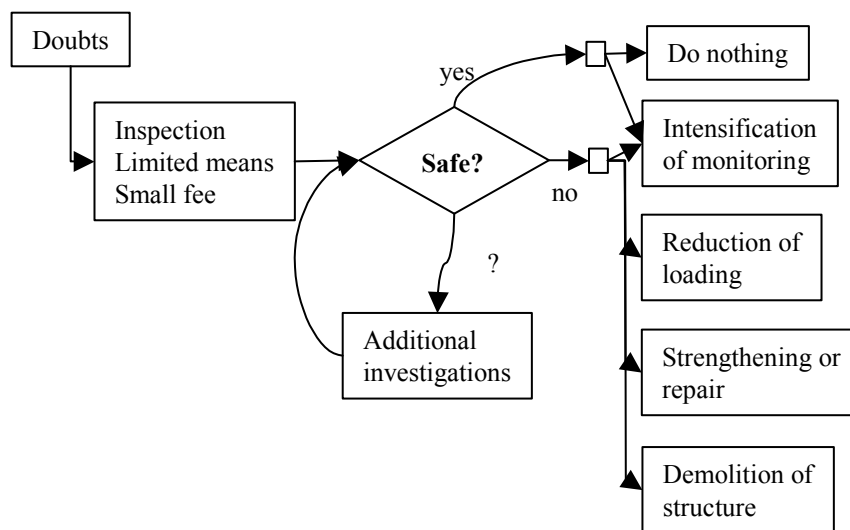 Doubts
Inspection
Limited means
Small fee
yes
Safe?
no
?
Additional
investigations
Do nothing
Intensification
of monitoring
Reduction of
loading
Strengthening or
repair
Demolition of
structure